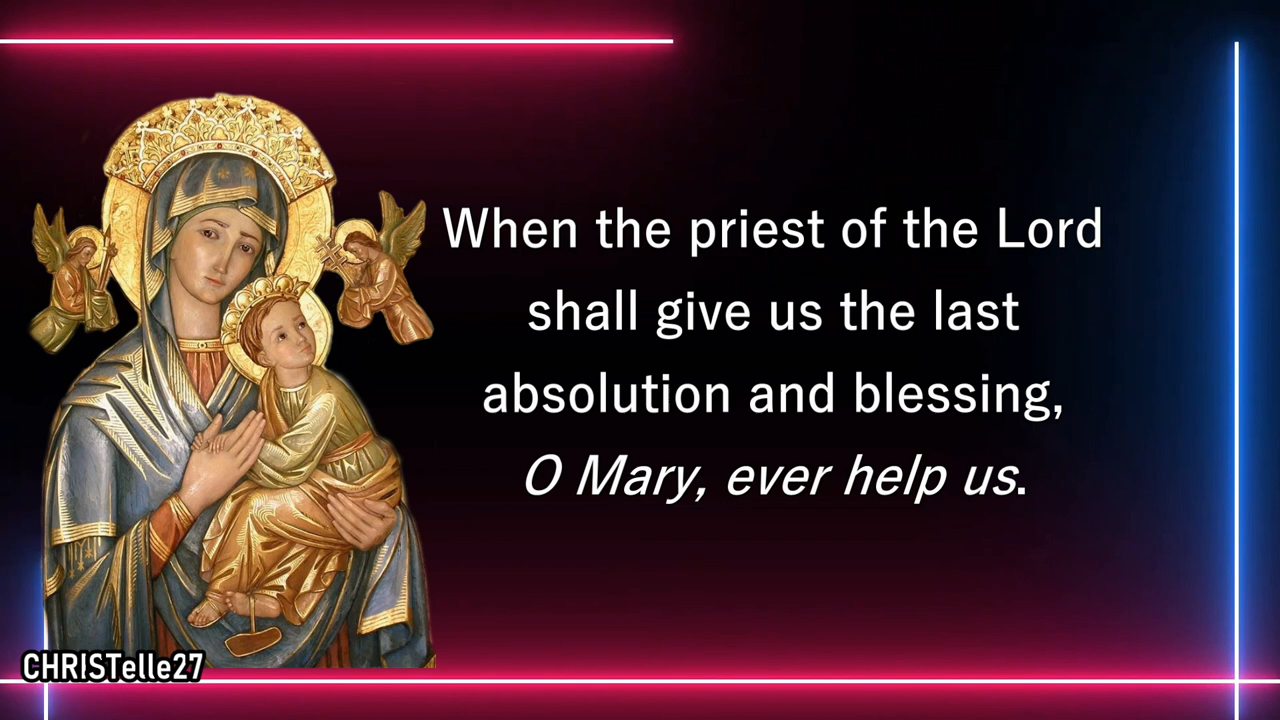 When the priest of the Lord
shall give us the last
absolution and blessing,
O Mary, ever help us.
CHRISTelle27